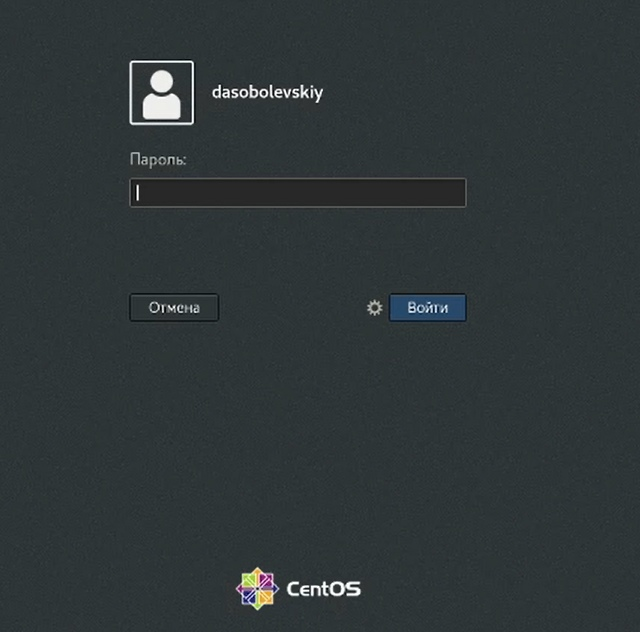 dasobolevskiy
Пароль:
Отмена
Войти
CentOS